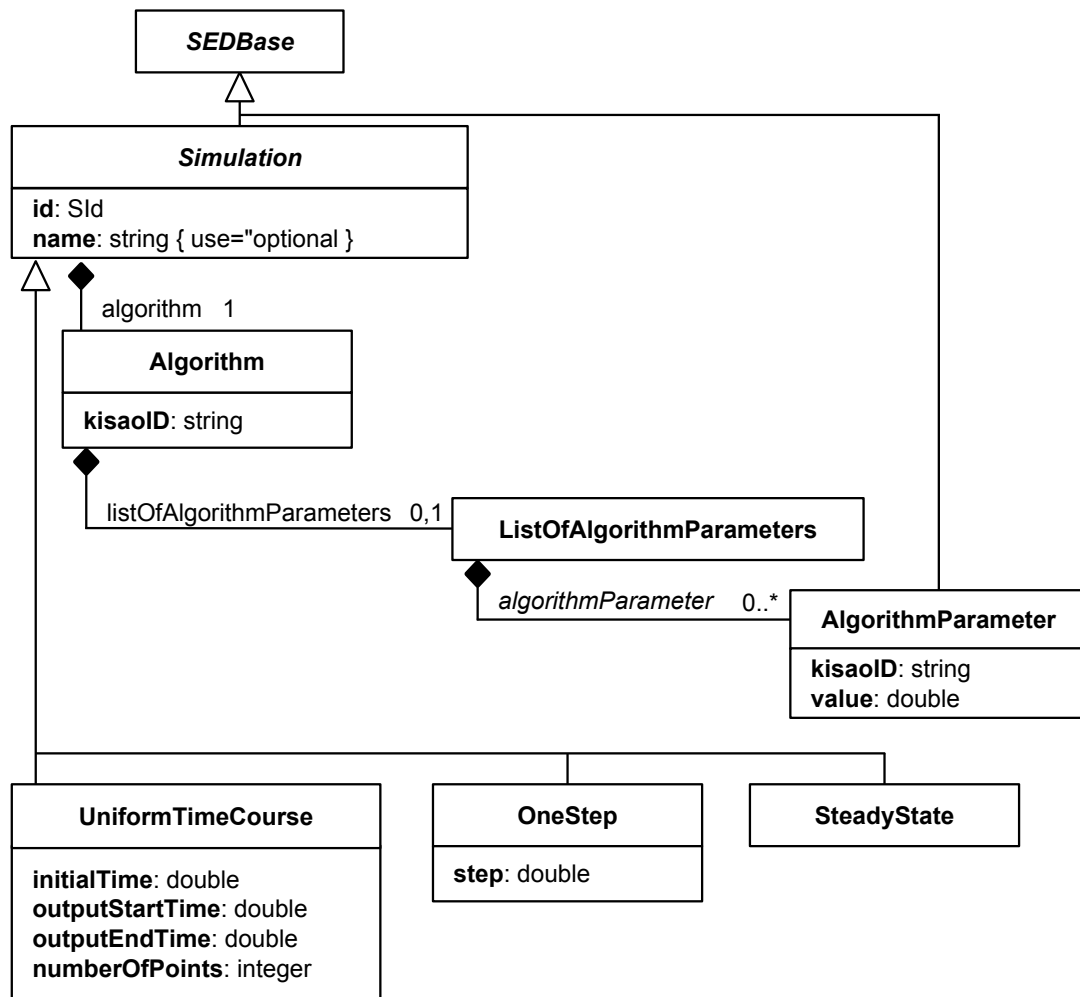 SEDBase
Simulation
id: SId
name: string { use="optional }
algorithm 1
Algorithm
kisaoID: string
listOfAlgorithmParameters 0,1
ListOfAlgorithmParameters
algorithmParameter 0..*
AlgorithmParameter
kisaoID: string
value: double
UniformTimeCourse
initialTime: double
outputStartTime: double
outputEndTime: double
numberOfPoints: integer
OneStep
step: double
SteadyState